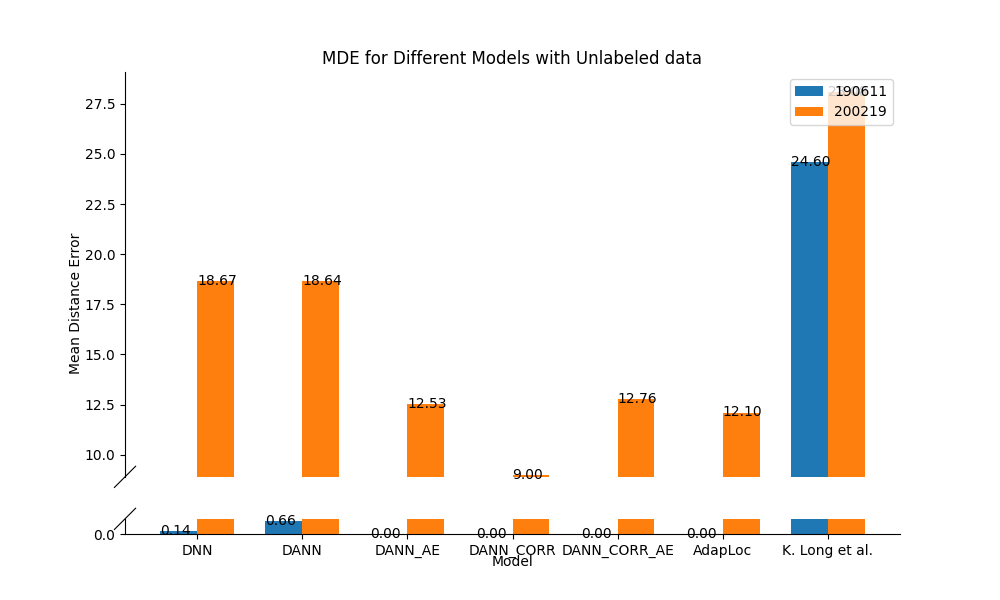 MDE for Different Models with Unlabeled data
190611
200219
Mean Distance Error
27.5
25.0
22.5
20.0
17.5
15.0
12.5
10.0
0.0
24.60
18.67
18.64
12.53
9.00
12.76
12.10
0.14
0.66
0.00
0.00
0.00
0.00
DNN
DANN
DANN_AE
DANN_CORR
DANN_CORR_AE
AdapLoc
K. Long et al.
Model